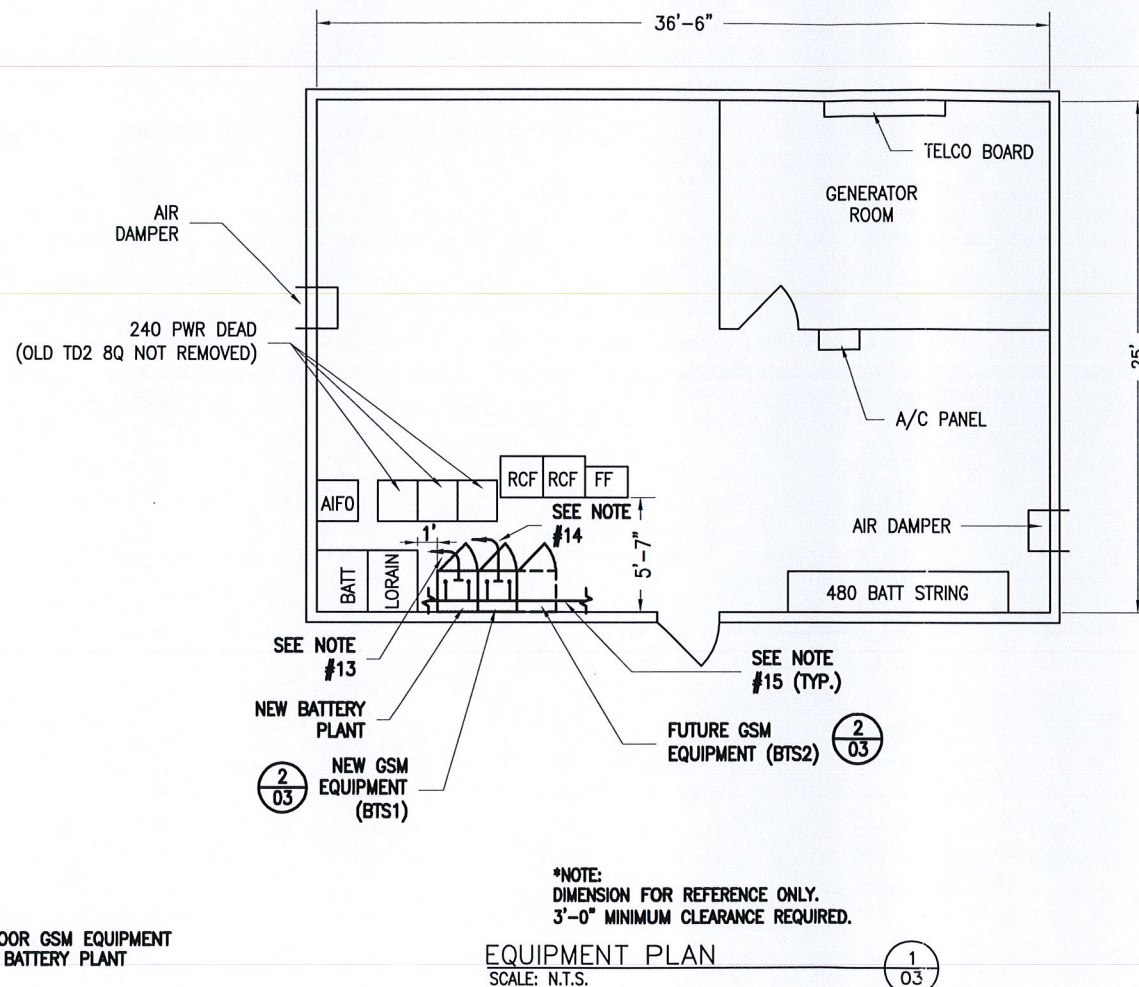 36'-6"
TELCO BOARD
GENERATOR
ROOM
AIR
DAMPER
25'
240 PWR DEAD
(OLD TD2 8Q NOT REMOVED)
A/C PANEL
RCF
RCF
FF
AIFO
SEE NOTE
#14
1'
5'-7"
AIR DAMPER
BATT
LORAIN
480 BATT STRING
SEE NOTE
#13
SEE NOTE
#15 (TYP.)
NEW BATTERY
PLANT
FUTURE GSM
EQUIPMENT (BTS2)
2
03
2
03
NEW GSM
EQUIPMENT
(BTS1)
*NOTE:
DIMENSION FOR REFERENCE ONLY.
3'-0" MINIMUM CLEARANCE REQUIRED.
OOR GSM EQUIPMENT
BATTERY PLANT
EQUIPMENT PLAN
SCALE: N.T.S.
1
03